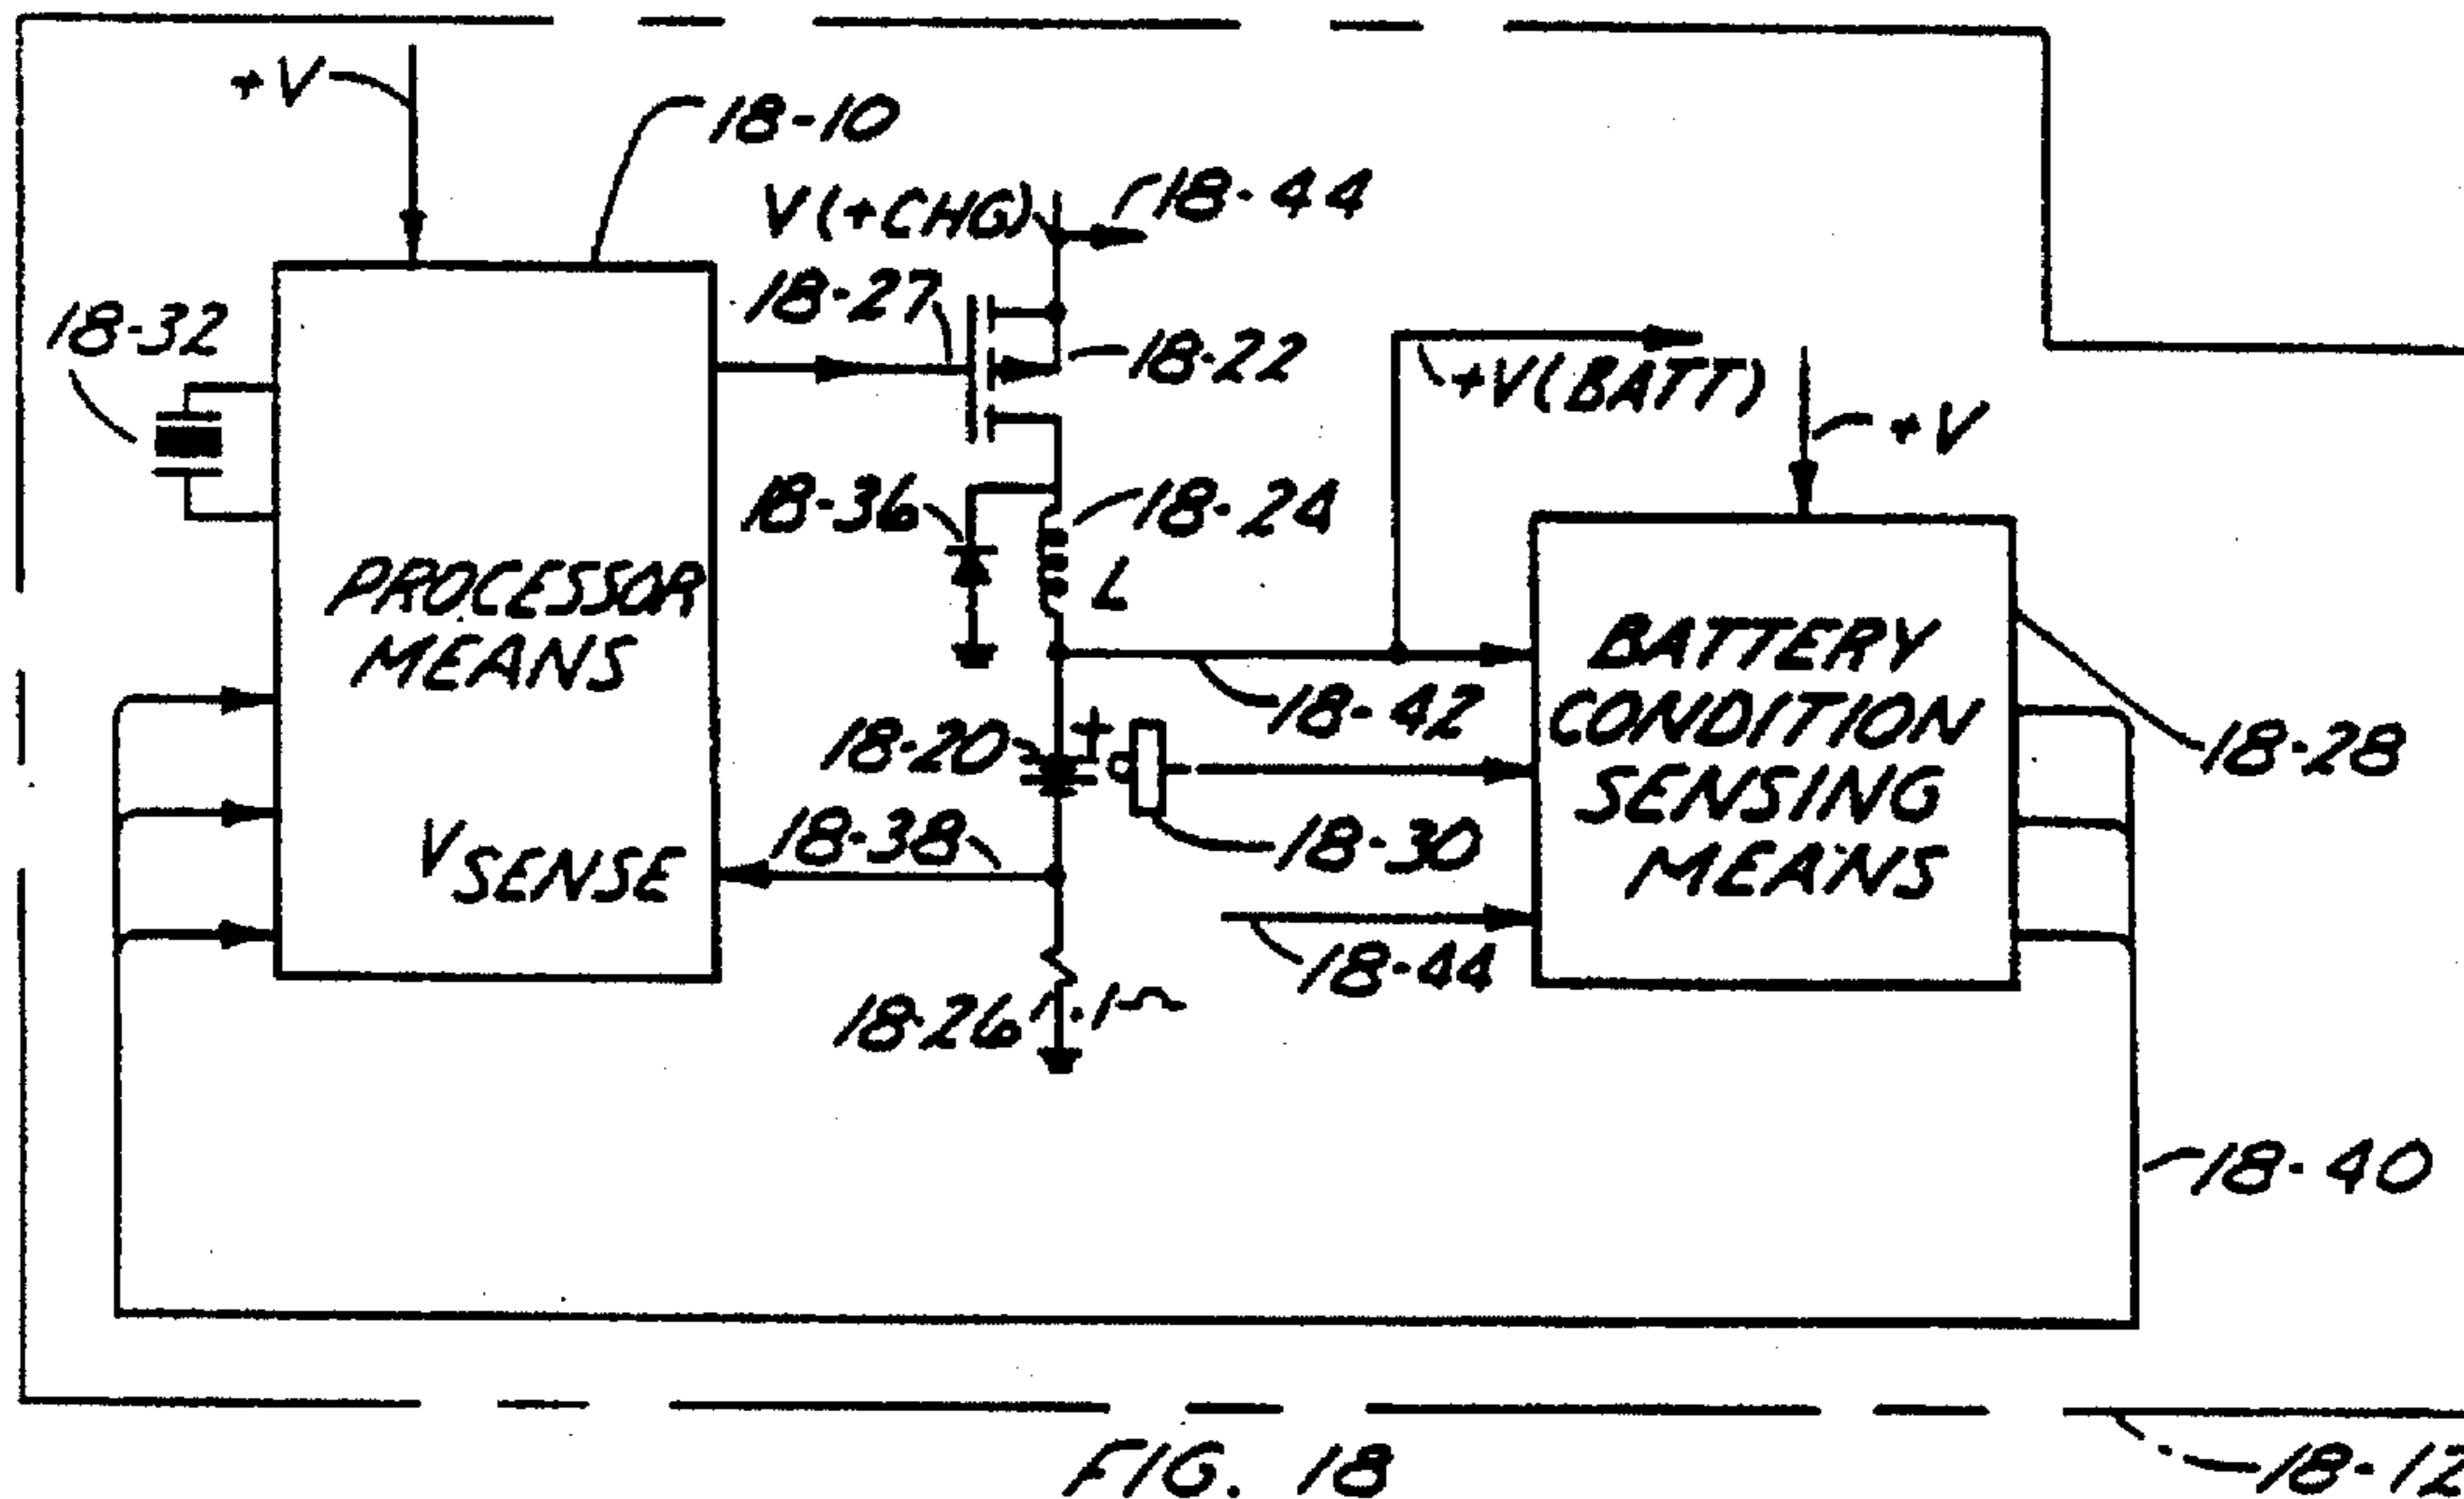 +V
18-10
V(+CHG)
18-44
18-27
18-32
18-22
+V(BATT)
+V
18-36
18-24
L
PROCESSOR
MEANS
BATTERY
CONDITION
SENSING
MEANS
18-42
18-20
+
18-28
18-38
18-30
VSENSE
18-44
18-26
.1
18-40
FIG. 18
18-12